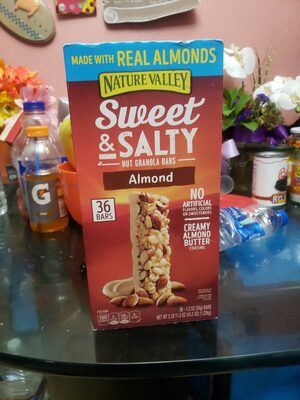 MADE WITH REAL ALMONDS
NATURE VALLEY
Sweet
& SALTY
NUT GRANOLA BARS
Almond
36
BARS
NO
ARTIFICIAL
FLAVORS, COLORS
OR SWEETENERS
CREAMY
ALMOND
BUTTER
COATING
G